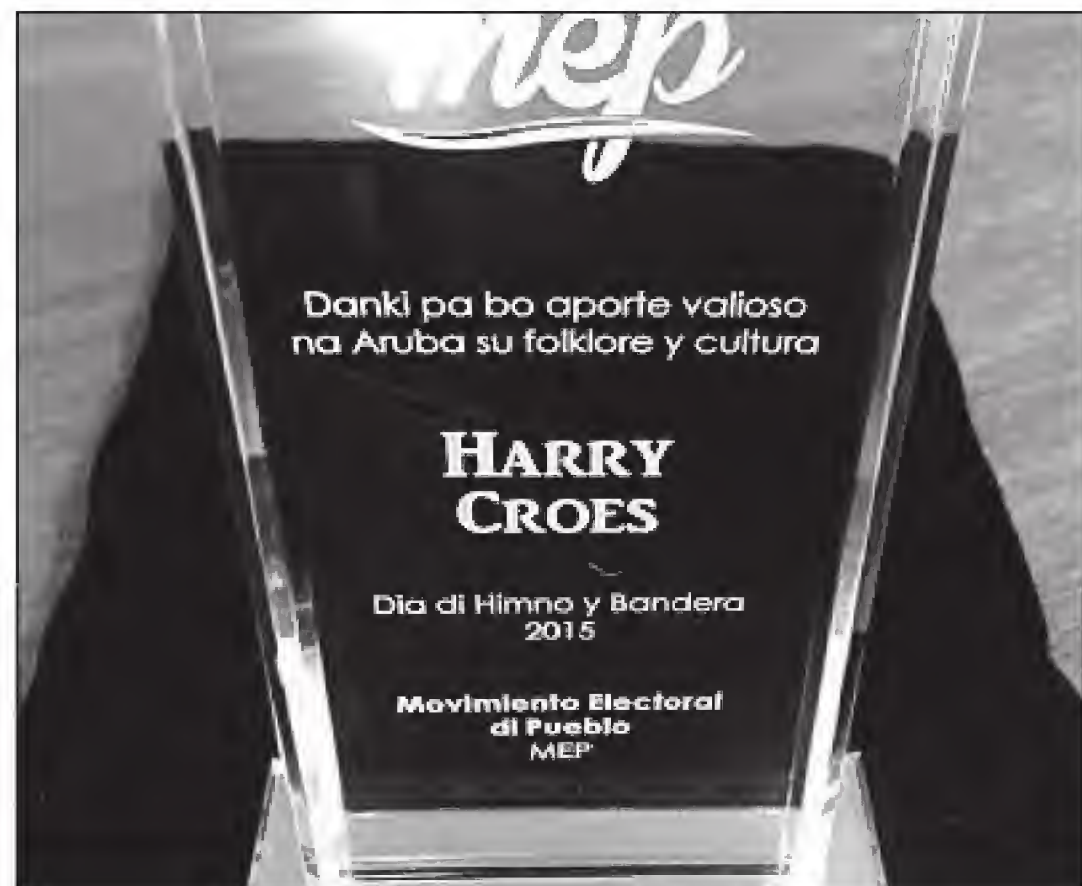 mep
Danki pa bo aporte valioso
na Aruba su folklore y cultura
HARRY
CROES
Dia di Himno y Bandera
2015
Movimiento Electoral
di Pueblo
MEP